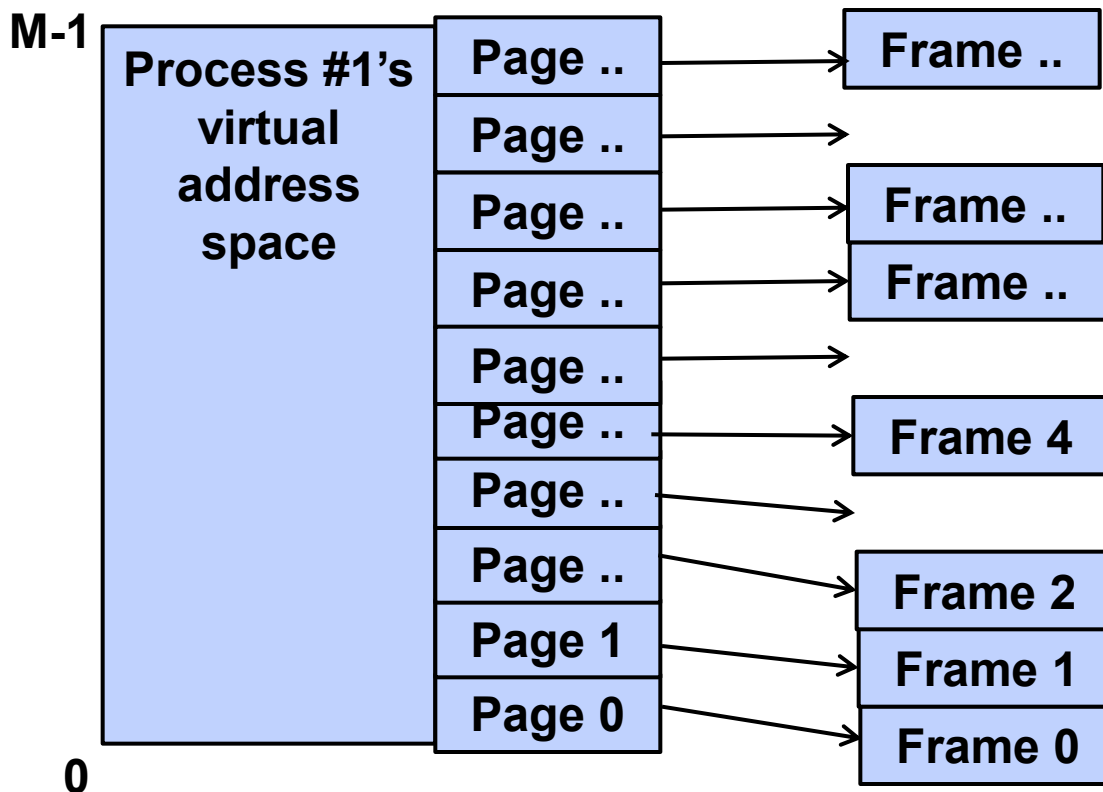 M-1
Process #1's
virtual
address
space
0
Page ..
Page ..
Page ..
Page ..
Page ..
Page ..
Page ..
Page ..
Page 1
Page 0
Frame ..
Frame ..
Frame ..
Frame 4
Frame 2
Frame 1
Frame 0